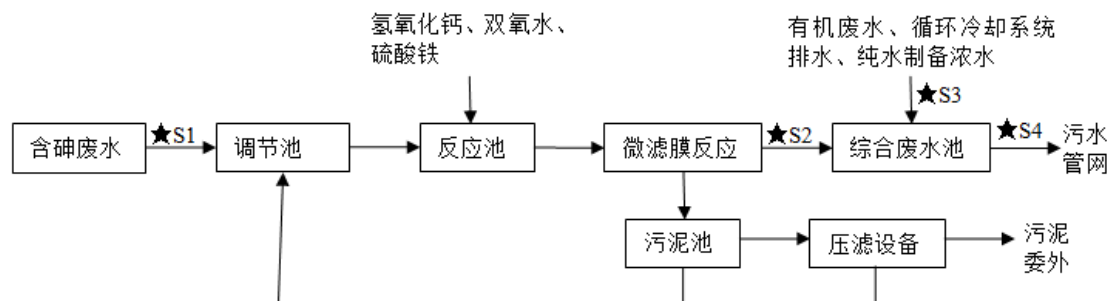 氢氧化钙、双氧水、
硫酸铁
有机废水、循环冷却系统
排水、纯水制备浓水
★S3
含砷废水
★S1
调节池
反应池
微滤膜反应
★S2
综合废水池
★S4
污水
管网
污泥池
压滤设备
污泥
委外